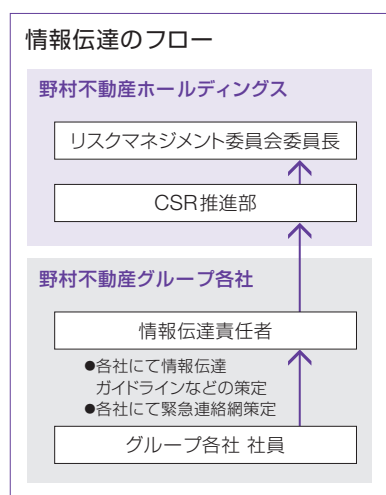 情報伝達のフロー
野村不動産ホールディングス
リスクマネジメント委員会委員長
CSR推進部
野村不動産グループ各社
情報伝達責任者
●各社にて情報伝達
ガイドラインなどの策定
●各社にて緊急連絡網策定
グループ各社 社員